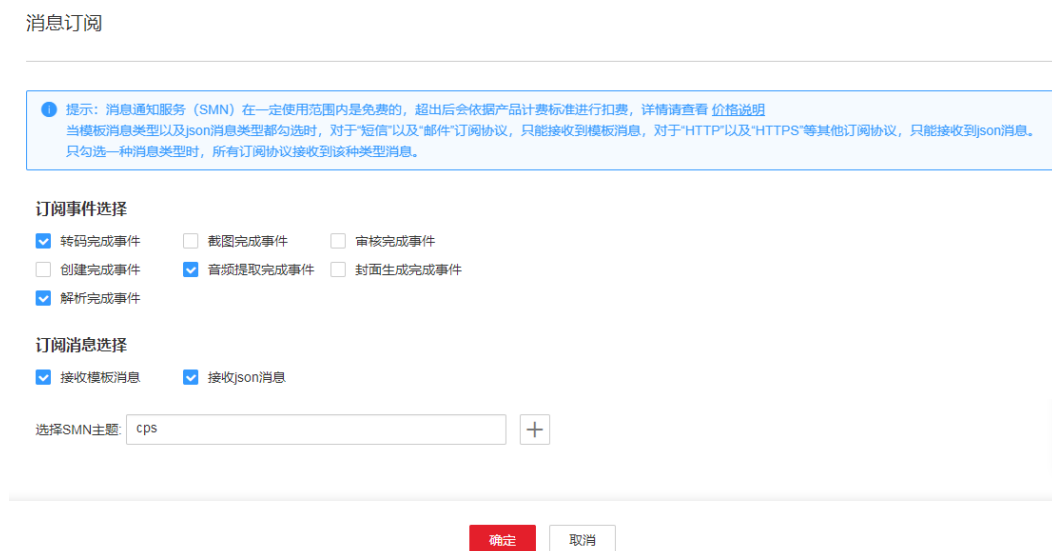 消息订阅
提示：消息通知服务（SMN）在一定使用范围内是免费的，超出后会依据产品计费标准进行扣费，详情请查看 价格说明
当模板消息类型以及json消息类型都勾选时，对于“短信”以及“邮件”订阅协议，只能接收到模板消息，对于“HTTP”以及“HTTPS”等其他订阅协议，只能接收到json消息。
只勾选一种消息类型时，所有订阅协议接收到该种类型消息。
订阅事件选择
转码完成事件 截图完成事件 审核完成事件
创建完成事件 音频提取完成事件 封面生成完成事件
解析完成事件
订阅消息选择
接收模板消息 接收json消息
选择SMN主题: cps
确定 取消